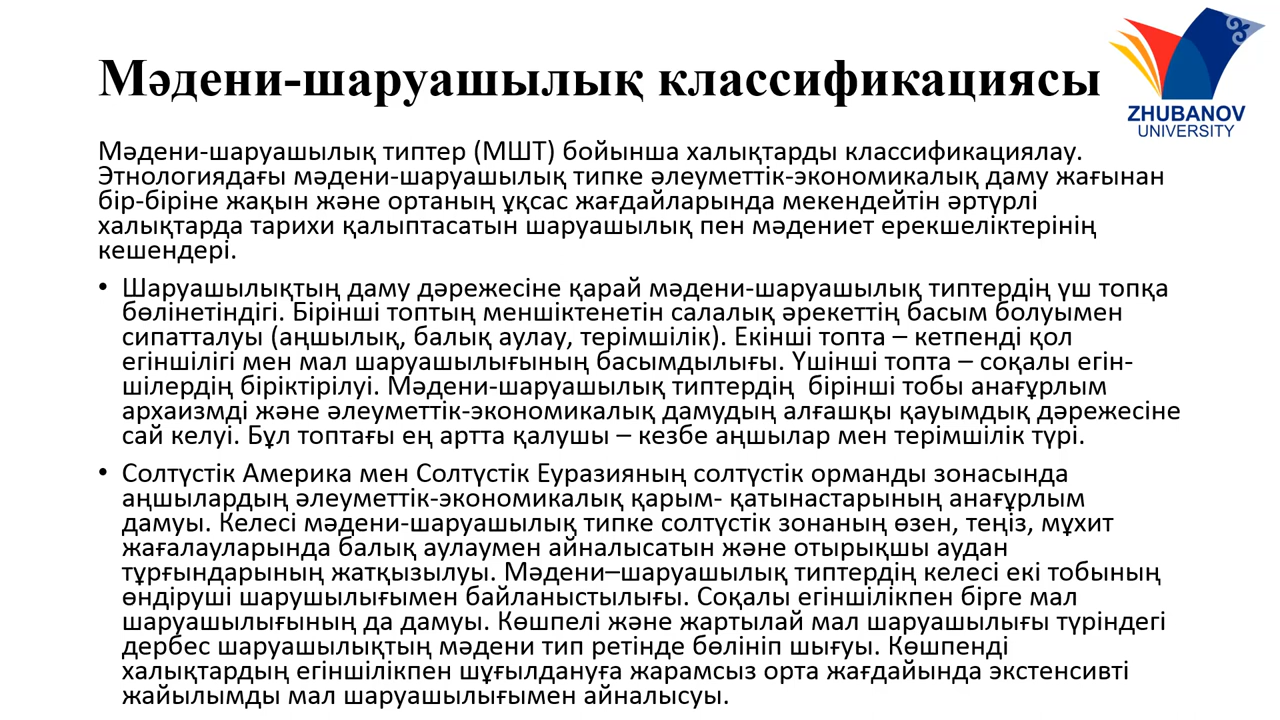 Мәдени-шаруашылық классификациясы
ZHUBANOV
UNIVERSITY
Мәдени-шаруашылық типтер (МШТ) бойынша халықтарды классификациялау.
Этнологиядағы мәдени-шаруашылық типке әлеуметтік-экономикалық даму жағынан
бір-біріне жақын және ортаның ұқсас жағдайларында мекендейтін әртүрлі
халықтарда тарихи қалыптасатын шаруашылық пен мәдениет ерекшеліктерінің
кешендері.
• Шаруашылықтың даму дәрежесіне қарай мәдени-шаруашылық типтердің үш топқа
бөлінетіндігі. Бірінші топтың меншіктенетін салалық әрекеттің басым болуымен
сипатталуы (аңшылық, балық аулау, терімшілік). Екінші топта – кетпенді қол
егіншілігі мен мал шаруашылығының басымдылығы. Үшінші топта – соқалы егін-
шілердің біріктірілуі. Мәдени-шаруашылық типтердің  бірінші тобы анағұрлым
архаизмді және әлеуметтік-экономикалық дамудың алғашқы қауымдық дәрежесіне
сай келуі. Бұл топтағы ең артта қалушы – кезбе аңшылар мен терімшілік түрі.
• Солтүстік Америка мен Солтүстік Еуразияның солтүстік орманды зонасында
аңшылардың әлеуметтік-экономикалық қарым- қатынастарының анағұрлым
дамуы. Келесі мәдени-шаруашылық типке солтүстік зонаның өзен, теңіз, мұхит
жағалауларында балық аулаумен айналысатын және отырықшы аудан
тұрғындарының жатқызылуы. Мәдени–шаруашылық типтердің келесі екі тобының
өндіруші шарушылығымен байланыстылығы. Соқалы егіншілікпен бірге мал
шаруашылығының да дамуы. Көшпелі және жартылай мал шаруашылығы түріндегі
дербес шаруашылықтың мәдени тип ретінде бөлініп шығуы. Көшпенді
халықтардың егіншілікпен шұғылдануға жарамсыз орта жағдайында экстенсивті
жайылымды мал шаруашылығымен айналысуы.